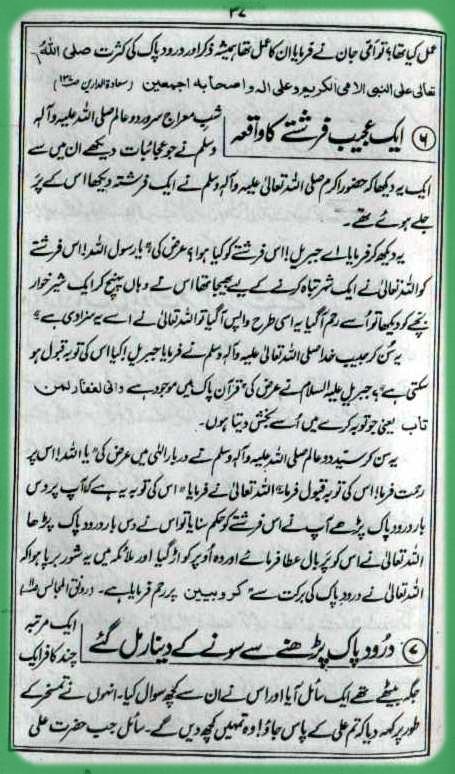 ۳۷
عمل کیا تھا؟ تو اُمّی جان نے فرمایا ان کا عمل تھا ہمیشہ ذکر اور درود پاک کی کثرت صلی اللہ
تعالیٰ علی النبی الامی الکریم وعلی الہ واصحابہ اجمعین (سعادۃ الدارین)
۶ ایک عجیب فرشتے کا واقعہ
شبِ معراج سرورِ دو عالم صلی اللہ علیہ وآلہٖ
وسلم نے جو عجائبات دیکھے ان میں سے
ایک یہ دیکھا کہ حضور اکرم صلی اللہ تعالیٰ علیہ وآلہ وسلم نے ایک فرشتہ دیکھا اس کے پَر
جلے ہوئے تھے۔
یہ دیکھ کر فرمایا اے جبریل! اس فرشتے کو کیا ہوا؟ عرض کی "یا رسول اللہ! اس فرشتے
کو اللہ تعالیٰ نے ایک شہر تباہ کرنے کے لیے بھیجا تھا اس نے وہاں پہنچ کر ایک شیر خوار
بچے کو دیکھا تو اُسے رحم آگیا یہ اسی طرح واپس آگیا تو اللہ تعالیٰ نے اسے یہ سزا دی ہے"
یہ سُن کر حبیب خدا صلی اللہ تعالیٰ علیہ وآلہٖ وسلم نے فرمایا جبریل! کیا اس کی توبہ قبول ہو
سکتی ہے"؟ جبریل علیہ السلام نے عرض کی "قرآن پاک میں موجود ہے وانی لغفار لمن
تاب یعنی جو توبہ کرے میں اُسے بخش دیتا ہوں۔
یہ سن کر سیّد دو عالم صلی اللہ علیہ وآلہٖ وسلم نے دربار الٰہی میں عرض کی "یا اللہ! اس پر
رحمت فرما! اس کی توبہ قبول فرما" اللہ تعالیٰ نے فرمایا "اس کی توبہ یہ ہے کہ آپ پر دس
بار درود پاک پڑھے آپ نے اس فرشتے کو حکم سنایا تو اس نے دس بار درود پاک پڑھا
اللہ تعالیٰ نے اس کو پر بال عطا فرمائے اور وہ اُوپر کو اڑ گیا اور ملائکہ میں یہ شور برپا ہوا کہ
اللہ تعالیٰ نے درود پاک کی برکت سے کروبیین پر رحم فرمایا ہے۔ (رونق المجالس)
۷ درود پاک پڑھنے سے سونے کے دینار مل گئے
ایک مرتبہ
چند کافر ایک
جگہ بیٹھے تھے ایک سائل آیا اور اس نے ان سے کچھ سوال کیا۔ انہوں نے تمسخر کے
طور پر کہہ دیا کہ تم علی کے پاس جاؤ! وہ تمہیں کچھ دیں گے۔ سائل جب حضرت علی